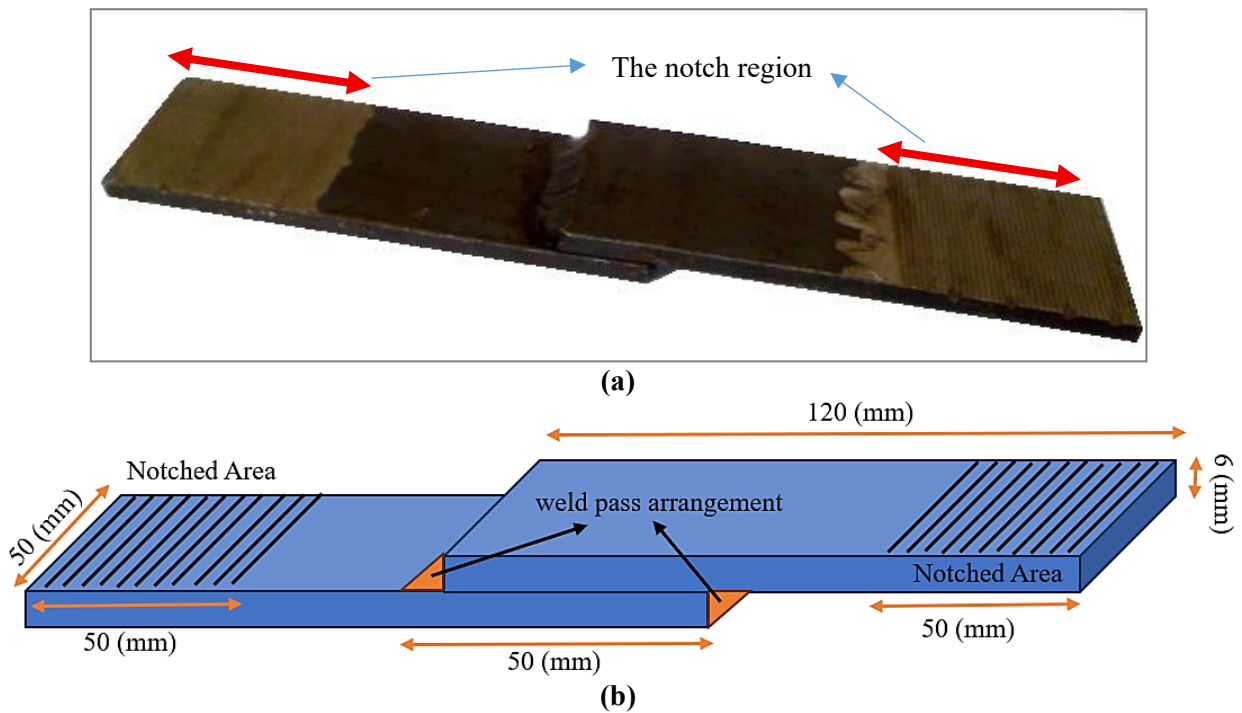 The notch region
(a)
120 (mm)
Notched Area
6 (mm)
weld pass arrangement
50 (mm)
Notched Area
50 (mm)
50 (mm)
50 (mm)
(b)